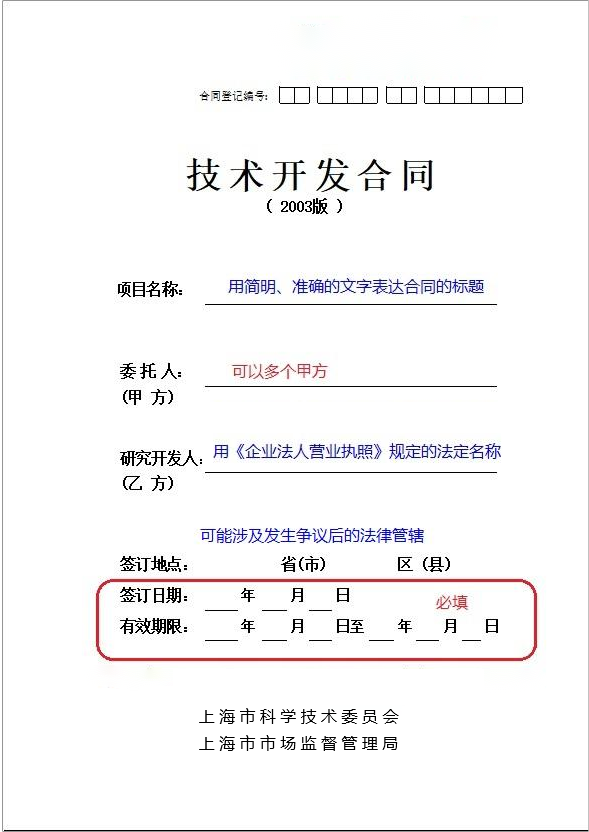 合同登记编号：
技术开发合同
（ 2003版 ）
项目名称： 用简明、准确的文字表达合同的标题
委 托 人： 可以多个甲方
(甲 方)
研究开发人： 用《企业法人营业执照》规定的法定名称
(乙 方)
可能涉及发生争议后的法律管辖
签订地点： 省(市) 区（县）
签订日期： 年 月 日 必填
有效期限： 年 月 日至 年 月 日
上海市科学技术委员会
上海市市场监督管理局